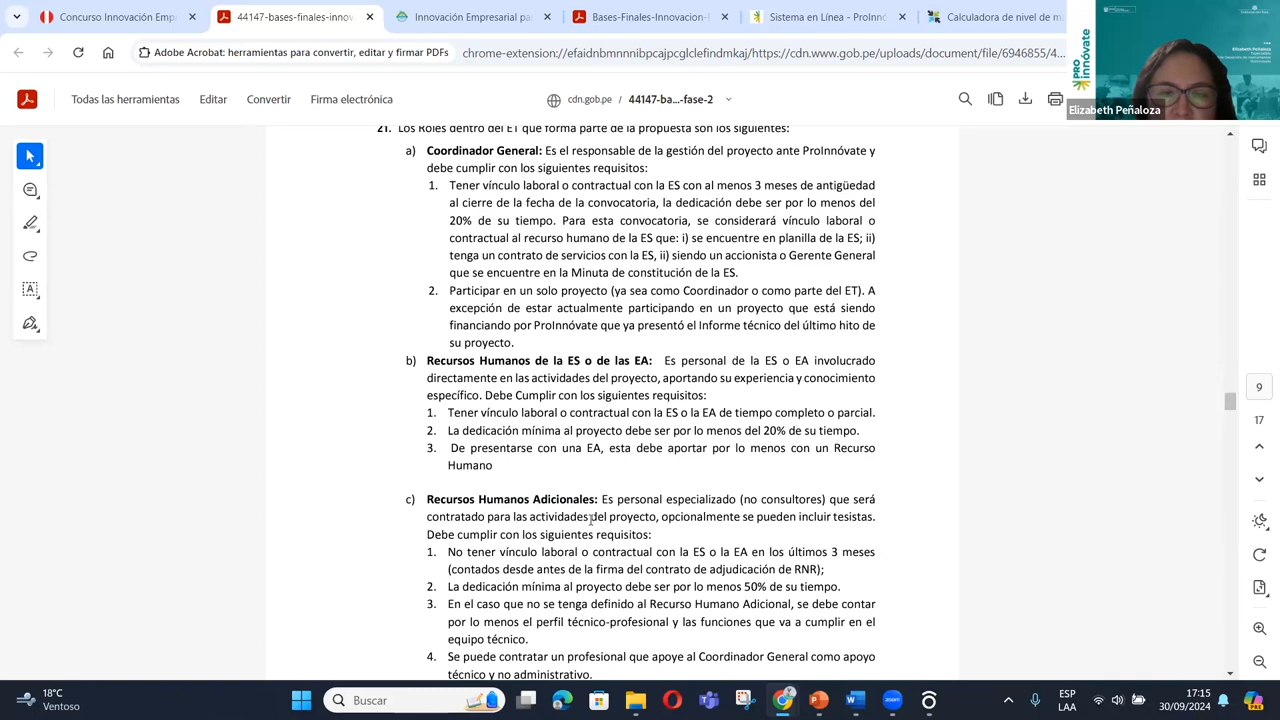 Concurso Innovación Emp
44147-bases-finales-innov
Innovación Empresarial pa
Bases-Finales-Innovacion-I
Sistema en Línea - ProInno
Calculadora de nivel de m
Adobe Acrobat: herramientas para convertir, editar y firmar PDFs
chrome-extension://efaidnbmnnnibpcajpcglclefindmkaj/https://cdn.www.gob.pe/uploads/document/file/6946855/4...
PRO innóvate
Elizabeth Peñaloza
Elizabeth Peñaloza
Todas las herramientas
Editar
Convertir
Firma electrónica
cdn.gob.pe / 44147-ba...-fase-2
21. Los Roles dentro del ET que forma parte de la propuesta son los siguientes:
a) Coordinador General: es el responsable de la gestión del proyecto ante ProInnóvate y
debe cumplir con los siguientes requisitos:
1. Tener vínculo laboral o contractual con la ES con al menos 3 meses de antigüedad
al cierre de la fecha de la convocatoria, la dedicación debe ser por lo menos del
20% de su tiempo. Para esta convocatoria, se considerará vínculo laboral o
contractual al recurso humano de la ES que: i) se encuentre en planilla de la ES; ii)
tenga un contrato de servicios con la ES, ii) siendo un accionista o Gerente General
que se encuentre en la Minuta de constitución de la ES.
2. Participar en un solo proyecto (ya sea como Coordinador o como parte del ET). A
excepción de estar actualmente participando en un proyecto que está siendo
financiando por ProInnóvate que ya presentó el Informe técnico del último hito de
su proyecto.
b) Recursos Humanos de la ES o de las EA: Es personal de la ES o EA involucrado
directamente en las actividades del proyecto, aportando su experiencia y conocimiento
específico. Debe Cumplir con los siguientes requisitos:
1. Tener vínculo laboral o contractual con la ES o la EA de tiempo completo o parcial.
2. La dedicación mínima al proyecto debe ser por lo menos del 20% de su tiempo.
3. De presentarse con una EA, esta debe aportar por lo menos con un Recurso
Humano
c) Recursos Humanos Adicionales: Es personal especializado (no consultores) que será
contratado para las actividades del proyecto, opcionalmente se pueden incluir tesistas.
Debe cumplir con los siguientes requisitos:
1. No tener vínculo laboral o contractual con la ES o la EA en los últimos 3 meses
(contados desde antes de la firma del contrato de adjudicación de RNR);
2. La dedicación mínima al proyecto debe ser por lo menos 50% de su tiempo.
3. En el caso que no se tenga definido al Recurso Humano Adicional, se debe contar
por lo menos el perfil técnico-profesional y las funciones que va a cumplir en el
equipo técnico.
4. Se puede contratar un profesional que apoye al Coordinador General como apoyo
técnico y no administrativo.
9
17
18°C
Ventoso
Buscar
zoom
ESP
LAA
17:15
30/09/2024
PRE